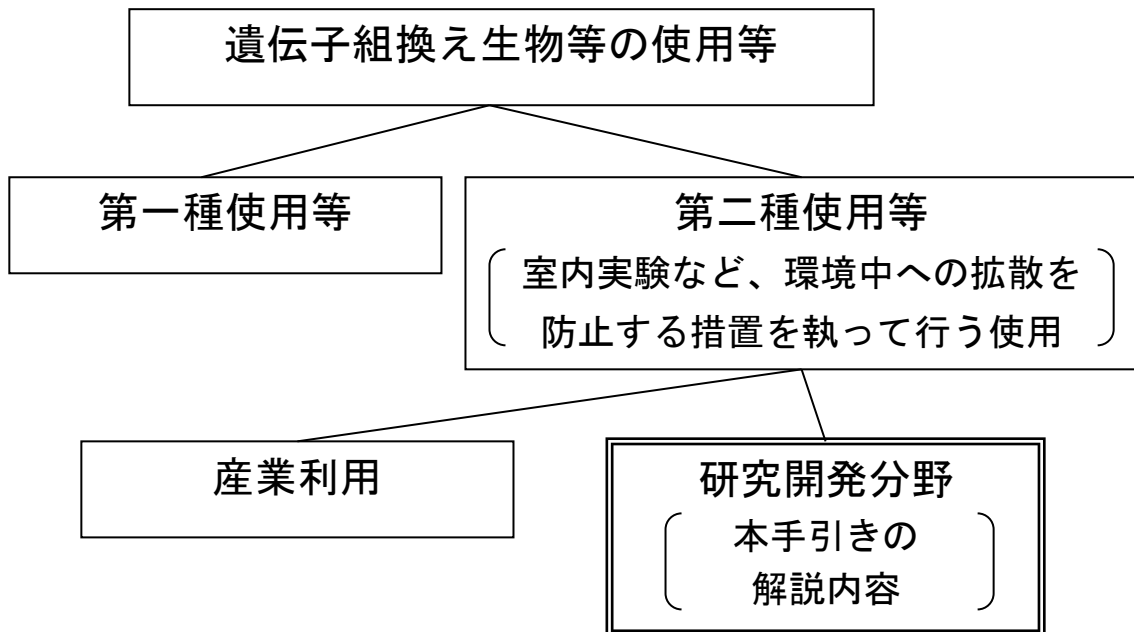 遺伝子組換え生物等の使用等
第一種使用等
第二種使用等
室内実験など、環境中への拡散を
防止する措置を執って行う使用
産業利用
研究開発分野
本手引きの
解説内容